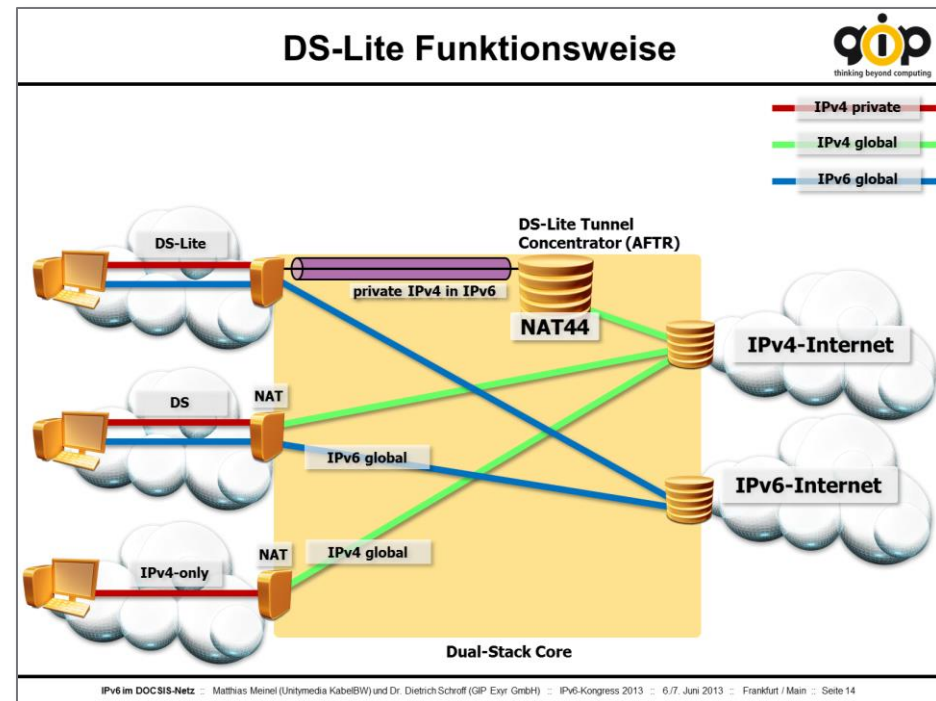 DS-Lite Funktionsweise
gip
thinking beyond computing
IPv4 private
IPv4 global
IPv6 global
DS-Lite
DS-Lite Tunnel
Concentrator (AFTR)
private IPv4 in IPv6
NAT44
IPv4-Internet
DS
NAT
IPv6 global
IPv6-Internet
IPv4-only
NAT
IPv4 global
Dual-Stack Core
IPv6 im DOCSIS-Netz :: Matthias Meinel (Unitymedia KabelBW) und Dr. Dietrich Schroff (GIP Exyr GmbH) :: IPv6-Kongress 2013 :: 6./7. Juni 2013 :: Frankfurt / Main :: Seite 14